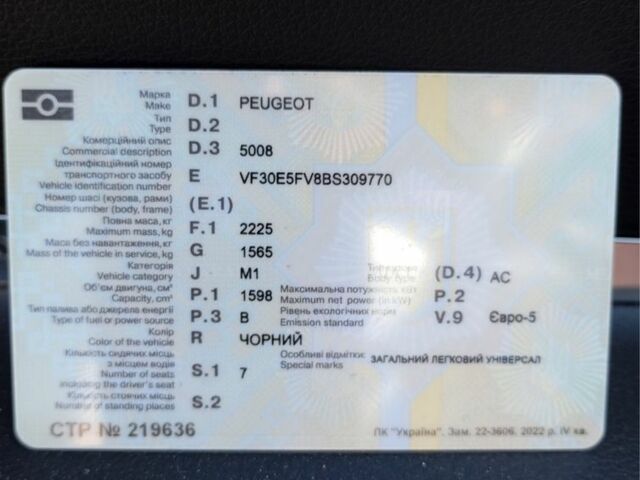 Марка
Make D.1 PEUGEOT
Тип
Type D.2
Комерційний опис
Commercial description D.3 5008
Ідентифікаційний номер
транспортного засобу
Vehicle identification number E VF30E5FV8BS309770
Номер шасі (кузова, рами)
Chassis number (body, frame) (E.1)
Повна маса, кг
Maximum mass, kg F.1 2225
Маса без навантаження, кг
Mass of the vehicle in service, kg G 1565
Категорія
Vehicle category J M1
Тип кузова
Body type (D.4) AC
Об'єм двигуна, см³
Capacity, cm³ P.1 1598
Максимальна потужність кВт
Maximum net power (in kW) P.2
Тип палива або джерела енергії
Type of fuel or power source P.3 B
Рівень екологічних норм
Emission standard V.9 Євро-5
Колір
Color of the vehicle R ЧОРНИЙ
Кількість сидячих місць
з місцем водія
Number of seats
including the driver's seat S.1 7
Особливі відмітки
Special marks ЗАГАЛЬНИЙ ЛЕГКОВИЙ УНІВЕРСАЛ
Кількість стоячих місць
Number of standing places S.2
СТР № 219636
ПК "Україна". Зам. 22-3606. 2022 р. IV кв.